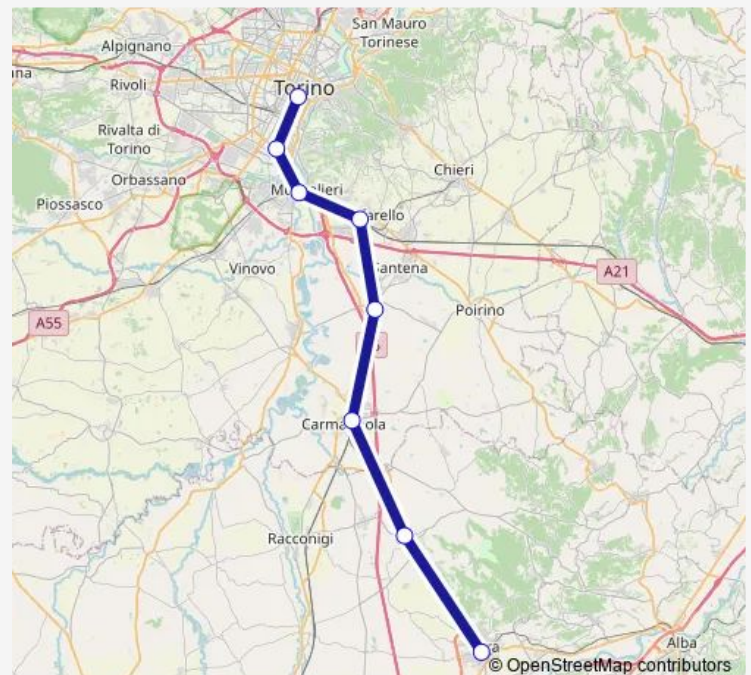 San Mauro
Torinese
Alpignano
Rivoli
Torino
Rivalta di
Torino
Chieri
Orbassano
Piossasco
Vinovo
A21
Poirino
A55
Racconigi
Alba
© OpenStreetMap contributors